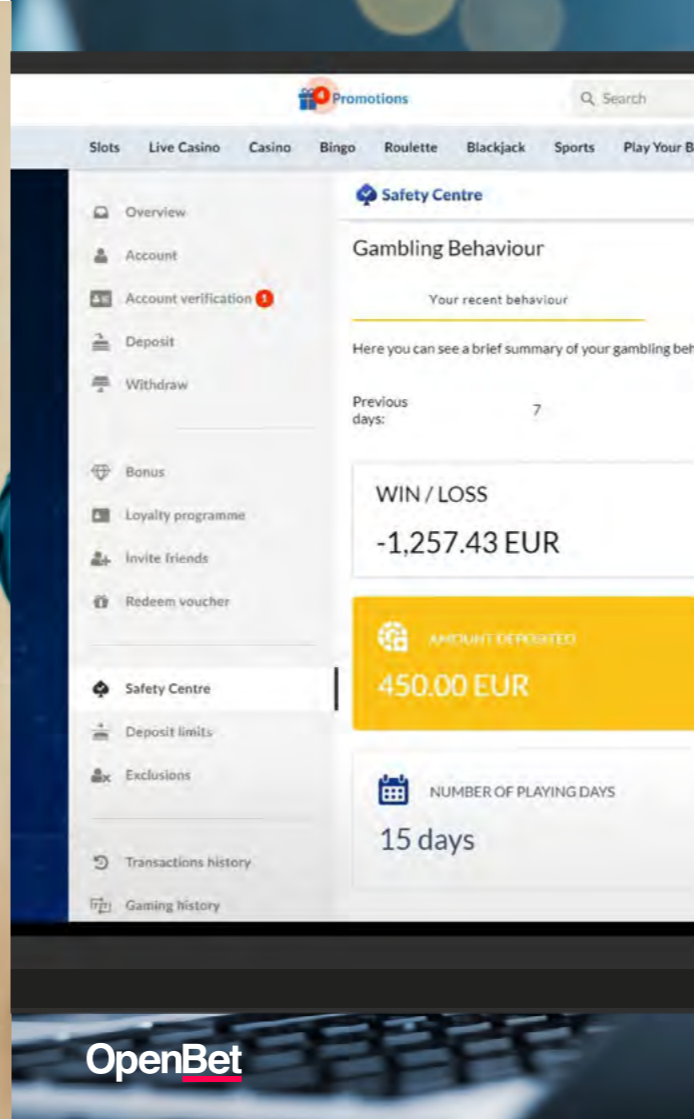 4 Promotions
Search
Slots Live Casino Casino Bingo Roulette Blackjack Sports Play Your B
Overview
Account
Account verification 1
Deposit
Withdraw
Bonus
Loyalty programme
Invite friends
Redeem voucher
Safety Centre
Deposit limits
Exclusions
Transactions history
Gaming history
Safety Centre
Gambling Behaviour
Your recent behaviour
Here you can see a brief summary of your gambling beh
Previous
days:
7
WIN / LOSS
-1,257.43 EUR
AMOUNT DEPOSITED
450.00 EUR
NUMBER OF PLAYING DAYS
15 days
OpenBet